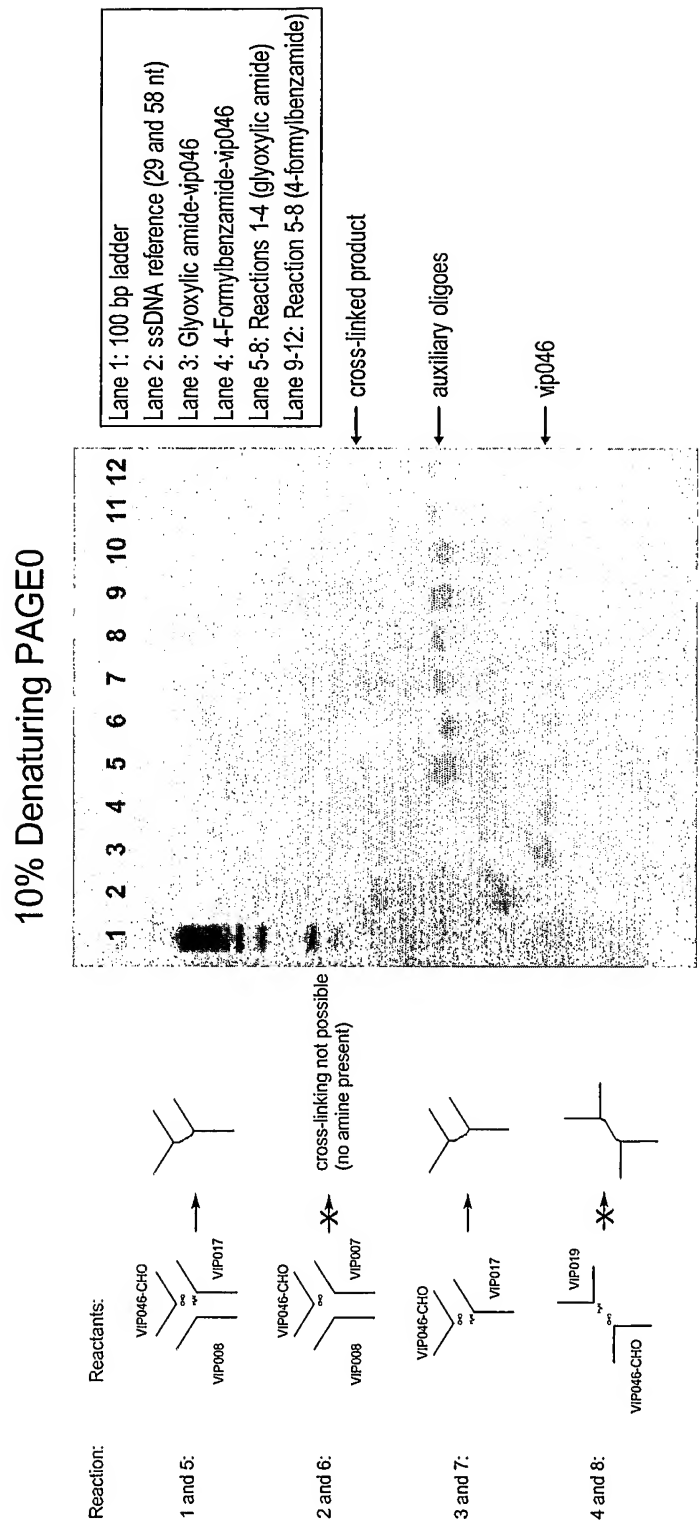 10% Denaturing PAGE0
Reaction:
Reactants:
1 and 5:
VIP046-CHO
VIP008
VIP017
2 and 6:
VIP046-CHO
VIP008
VIP007
cross-linking not possible
(no amine present)
3 and 7:
VIP046-CHO
VIP017
4 and 8:
VIP019
VIP046-CHO
1 2 3 4 5 6 7 8 9 10 11 12
Lane 1: 100 bp ladder
Lane 2: ssDNA reference (29 and 58 nt)
Lane 3: Glyoxylic amide-vip046
Lane 4: 4-Formylbenzamide-vip046
Lane 5-8: Reactions 1-4 (glyoxylic amide)
Lane 9-12: Reaction 5-8 (4-formylbenzamide)
cross-linked product
auxiliary oligoes
vip046